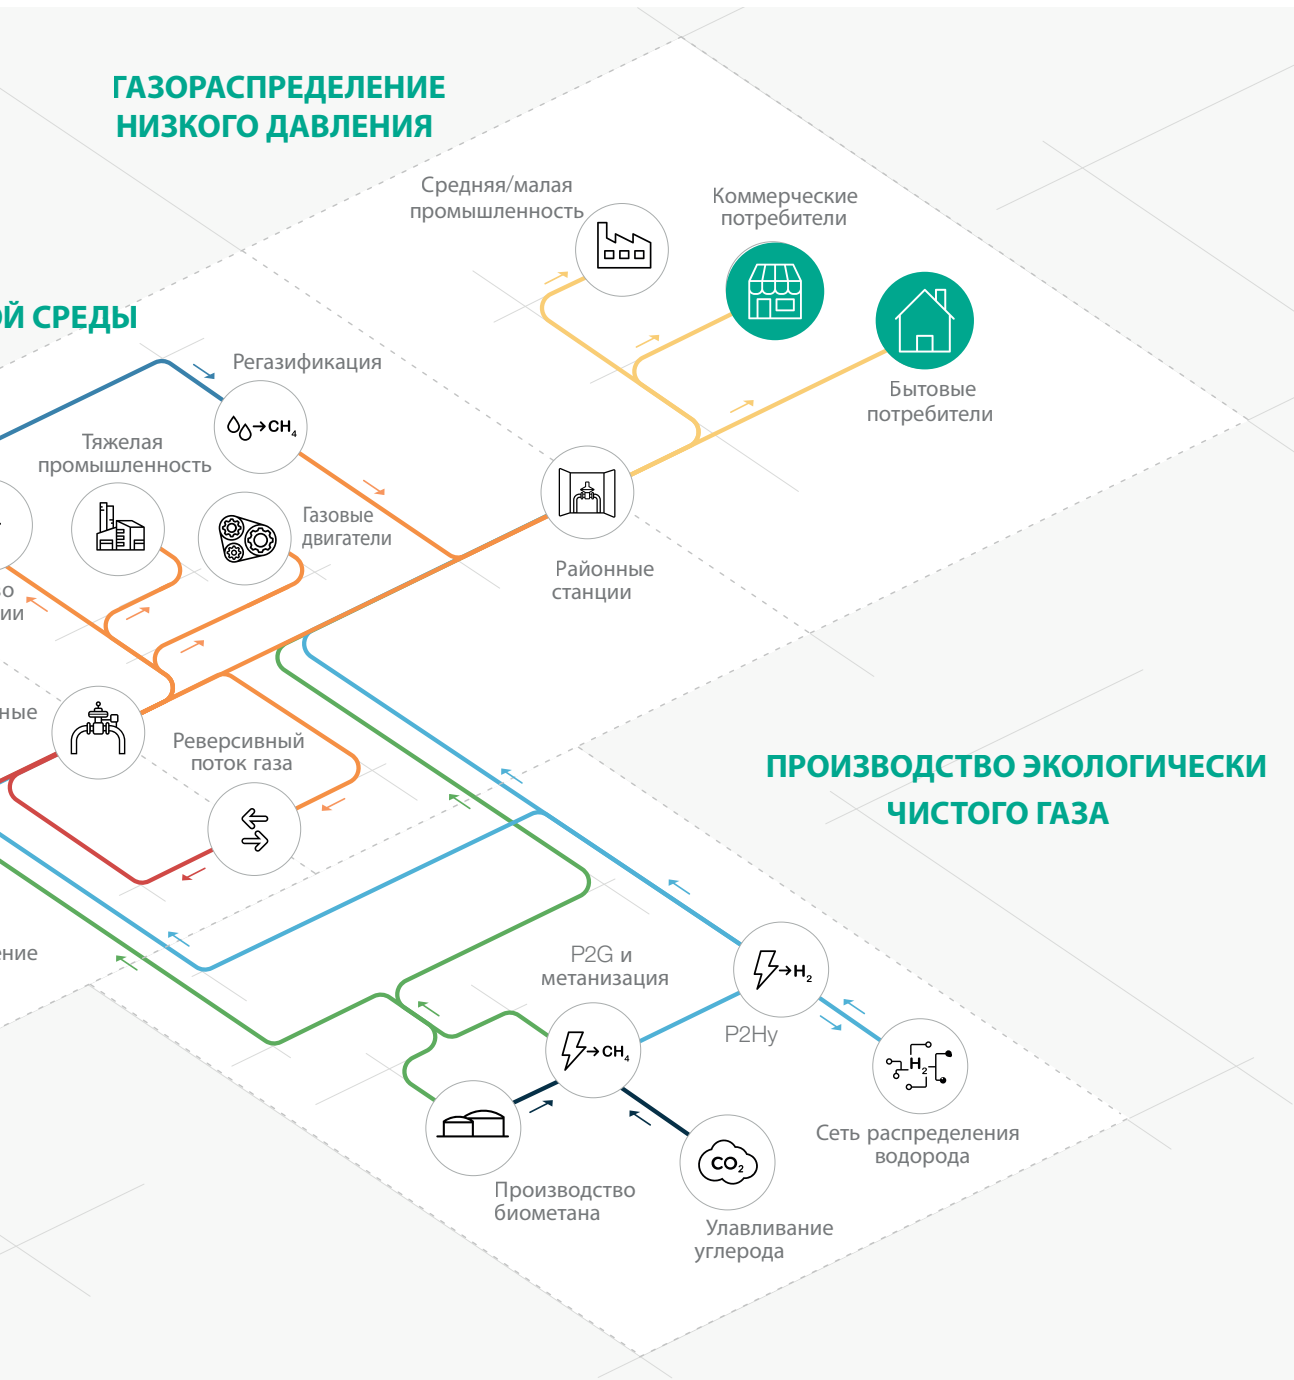 ГАЗОРАСПРЕДЕЛЕНИЕ
НИЗКОГО ДАВЛЕНИЯ
Средняя/малая
промышленность
Коммерческие
потребители
Бытовые
потребители
ОЙ СРЕДЫ
Регазификация
→CH₄
Тяжелая
промышленность
Газовые
двигатели
Районные
станции
во
ии
ные
Реверсивный
поток газа
ПРОИЗВОДСТВО ЭКОЛОГИЧЕСКИ
ЧИСТОГО ГАЗА
ение
P2G и
метанизация
→CH₄
→H₂
P2Hy
H₂
Сеть распределения
водорода
Производство
биометана
CO₂
Улавливание
углерода